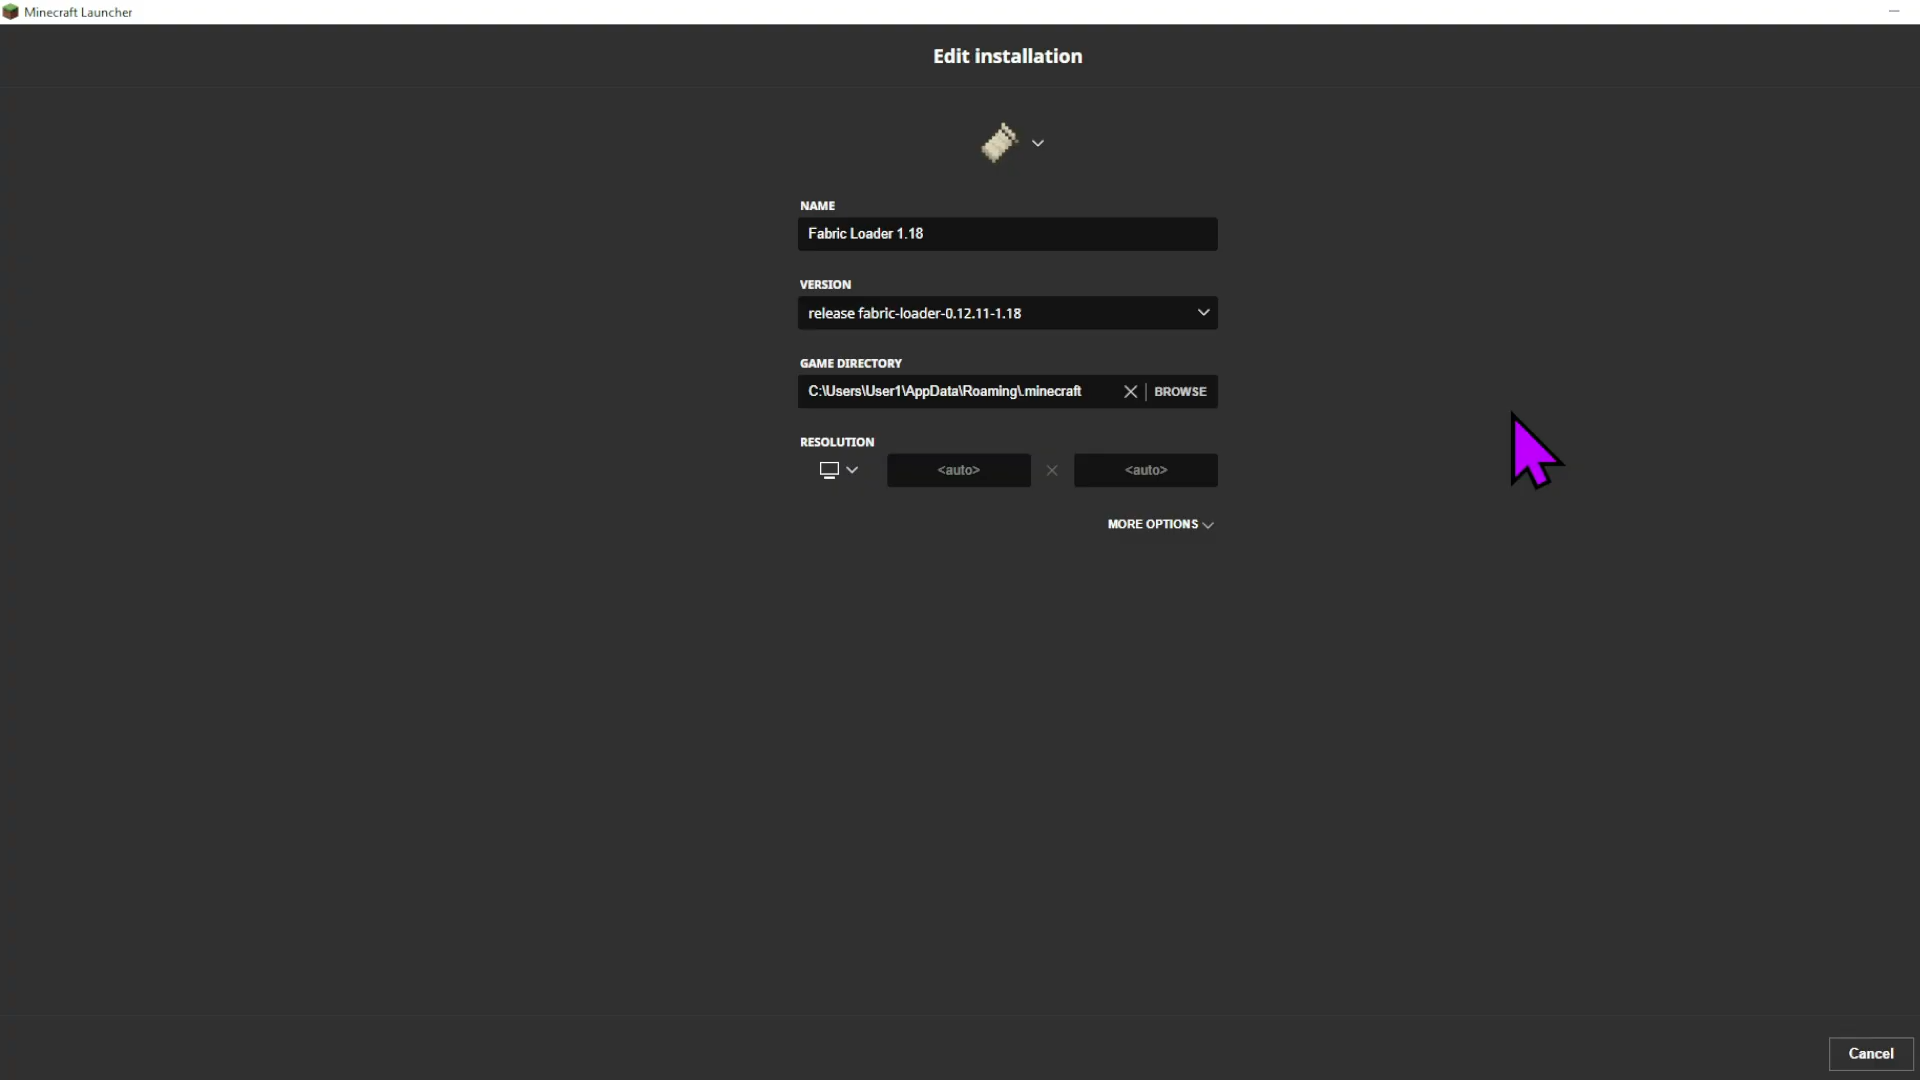 Minecraft Launcher
Edit installation
NAME
Fabric Loader 1.18
VERSION
release fabric-loader-0.12.11-1.18
GAME DIRECTORY
C:\Users\User1\AppData\Roaming\.minecraft
BROWSE
RESOLUTION
<auto> <auto>
MORE OPTIONS
Cancel